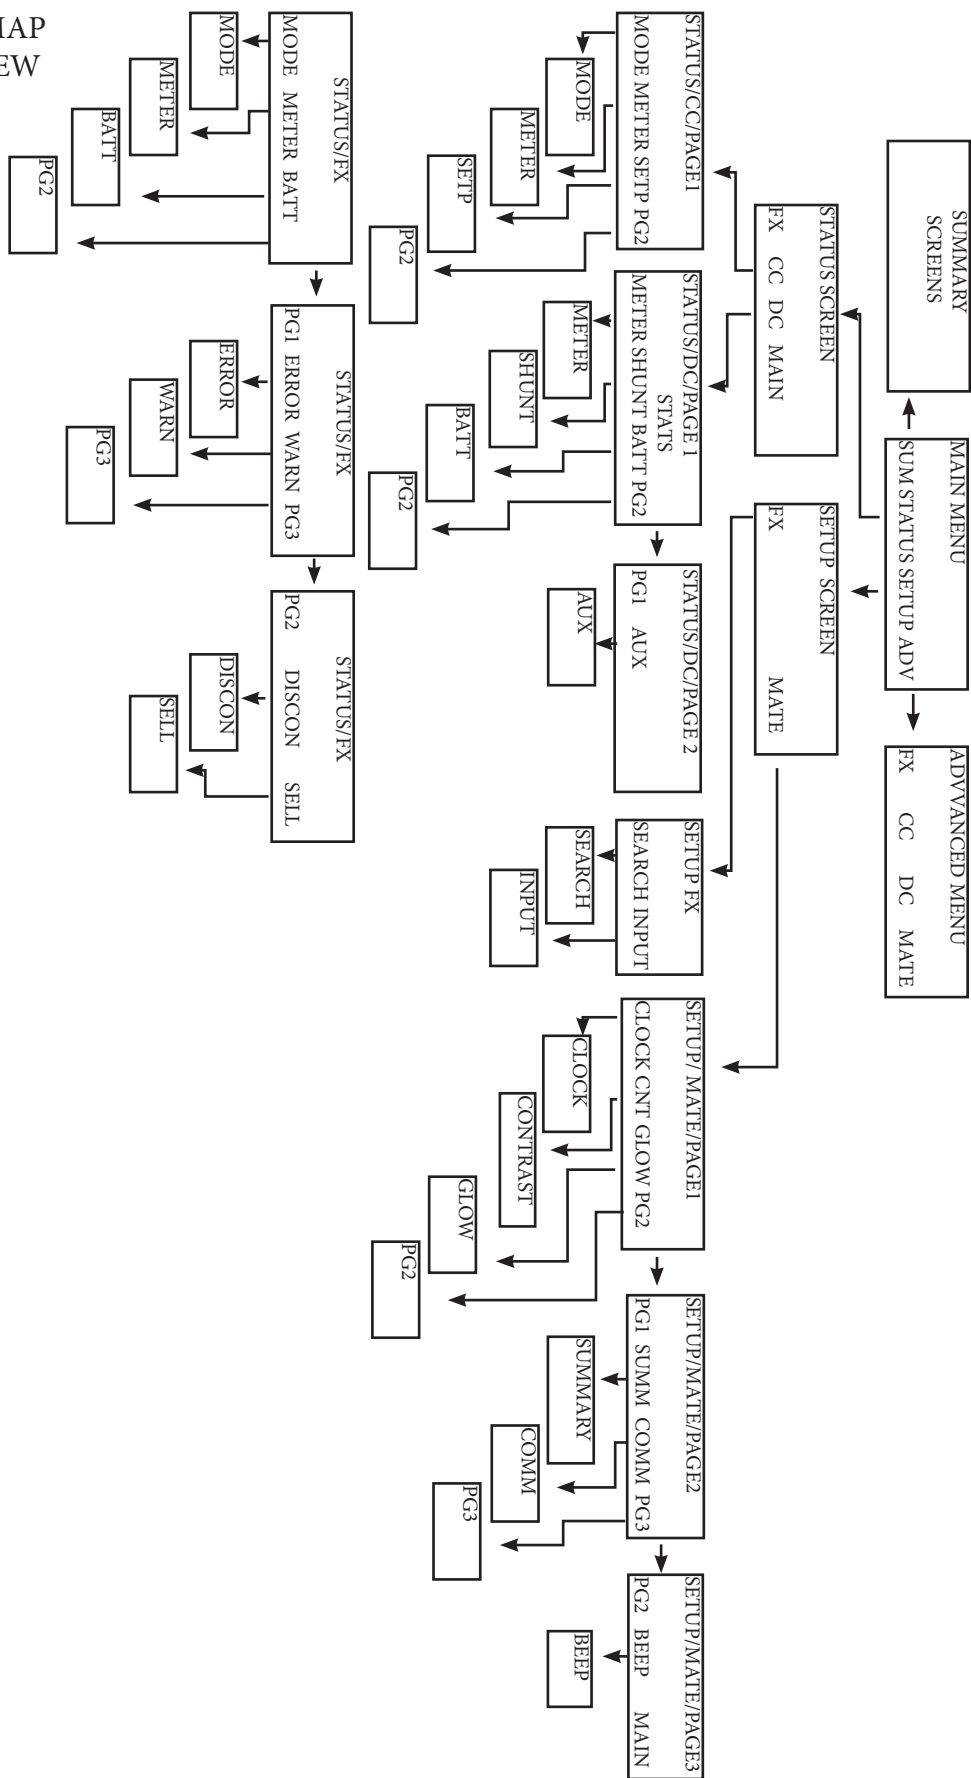 IAP
EW
SUMMARY
SCREENS
MAIN MENU
SUM STATUS SETUP ADV
ADVVANCED MENU
FX CC DC MATE
STATUS SCREEN
FX CC DC MAIN
SETUP SCREEN
FX MATE
STATUS/CC/PAGE1
MODE METER SETP PG2
MODE
METER
SETP
PG2
STATUS/DC/PAGE 1
STATS
METER SHUNT BATT PG2
METER
SHUNT
BATT
PG2
STATUS/DC/PAGE 2
PG1 AUX
AUX
SETUP FX
SEARCH INPUT
SEARCH
INPUT
SETUP/ MATE/PAGE1
CLOCK CNT GLOW PG2
CLOCK
CONTRAST
GLOW
PG2
SETUP/MATE/PAGE2
PG1 SUMM COMM PG3
SUMMARY
COMM
PG3
SETUP/MATE/PAGE3
PG2 BEEP MAIN
BEEP
STATUS/FX
MODE METER BATT
MODE
METER
BATT
PG2
STATUS/FX
PG1 ERROR WARN PG3
ERROR
WARN
PG3
STATUS/FX
PG2 DISCON SELL
DISCON
SELL